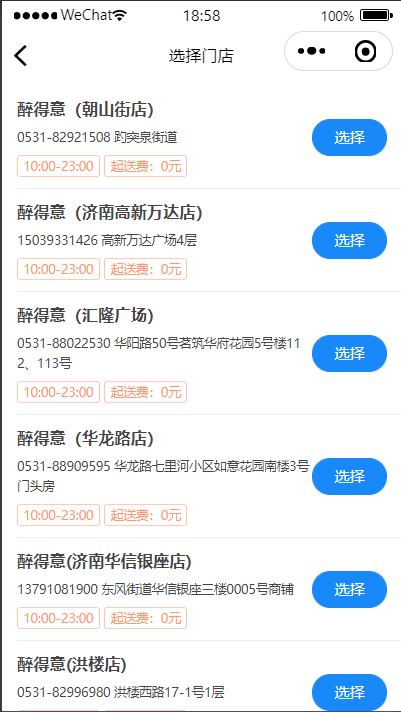 WeChat 18:58 100%
选择门店
醉得意（朝山街店）
0531-82921508 趵突泉街道
选择
10:00-23:00 起送费：0元
醉得意（济南高新万达店）
15039331426 高新万达广场4层
选择
10:00-23:00 起送费：0元
醉得意（汇隆广场）
0531-88022530 华阳路50号茗筑华府花园5号楼11
2、113号
选择
10:00-23:00 起送费：0元
醉得意（华龙路店）
0531-88909595 华龙路七里河小区如意花园南楼3号
门头房
选择
10:00-23:00 起送费：0元
醉得意(济南华信银座店)
13791081900 东风街道华信银座三楼0005号商铺
选择
10:00-23:00 起送费：0元
醉得意(洪楼店)
0531-82996980 洪楼西路17-1号1层
选择